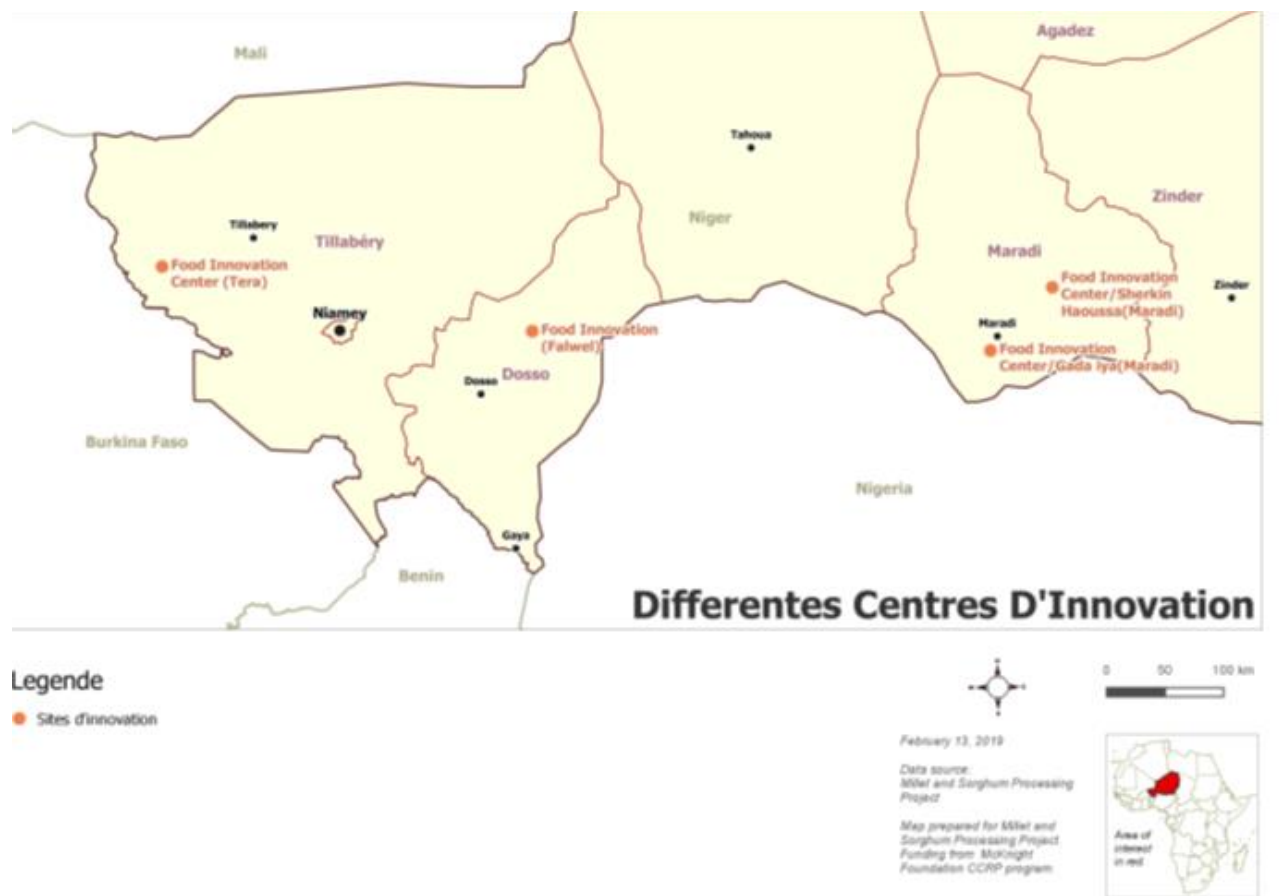 Mali
Agadez
Tahoua
Zinder
Tillabery
Tillabéry
Niger
Maradi
Food Innovation
Center (Tera)
Food Innovation
Center/Sherkin
Haoussa(Maradi)
Zinder
Niamey
Food Innovation
(Falwel)
Maradi
Food Innovation
Center/Gada iya(Maradi)
Dosso
Dosso
Burkina Faso
Nigeria
Gaya
Benin
Differentes Centres D'Innovation
Legende
Sites d'innovation
0 50 100 km
February 13, 2019
Data source:
Millet and Sorghum Processing
Project
Map prepared for Millet and
Sorghum Processing Project
Funding from McKnight
Foundation CCRP program
Area of
interest
in red